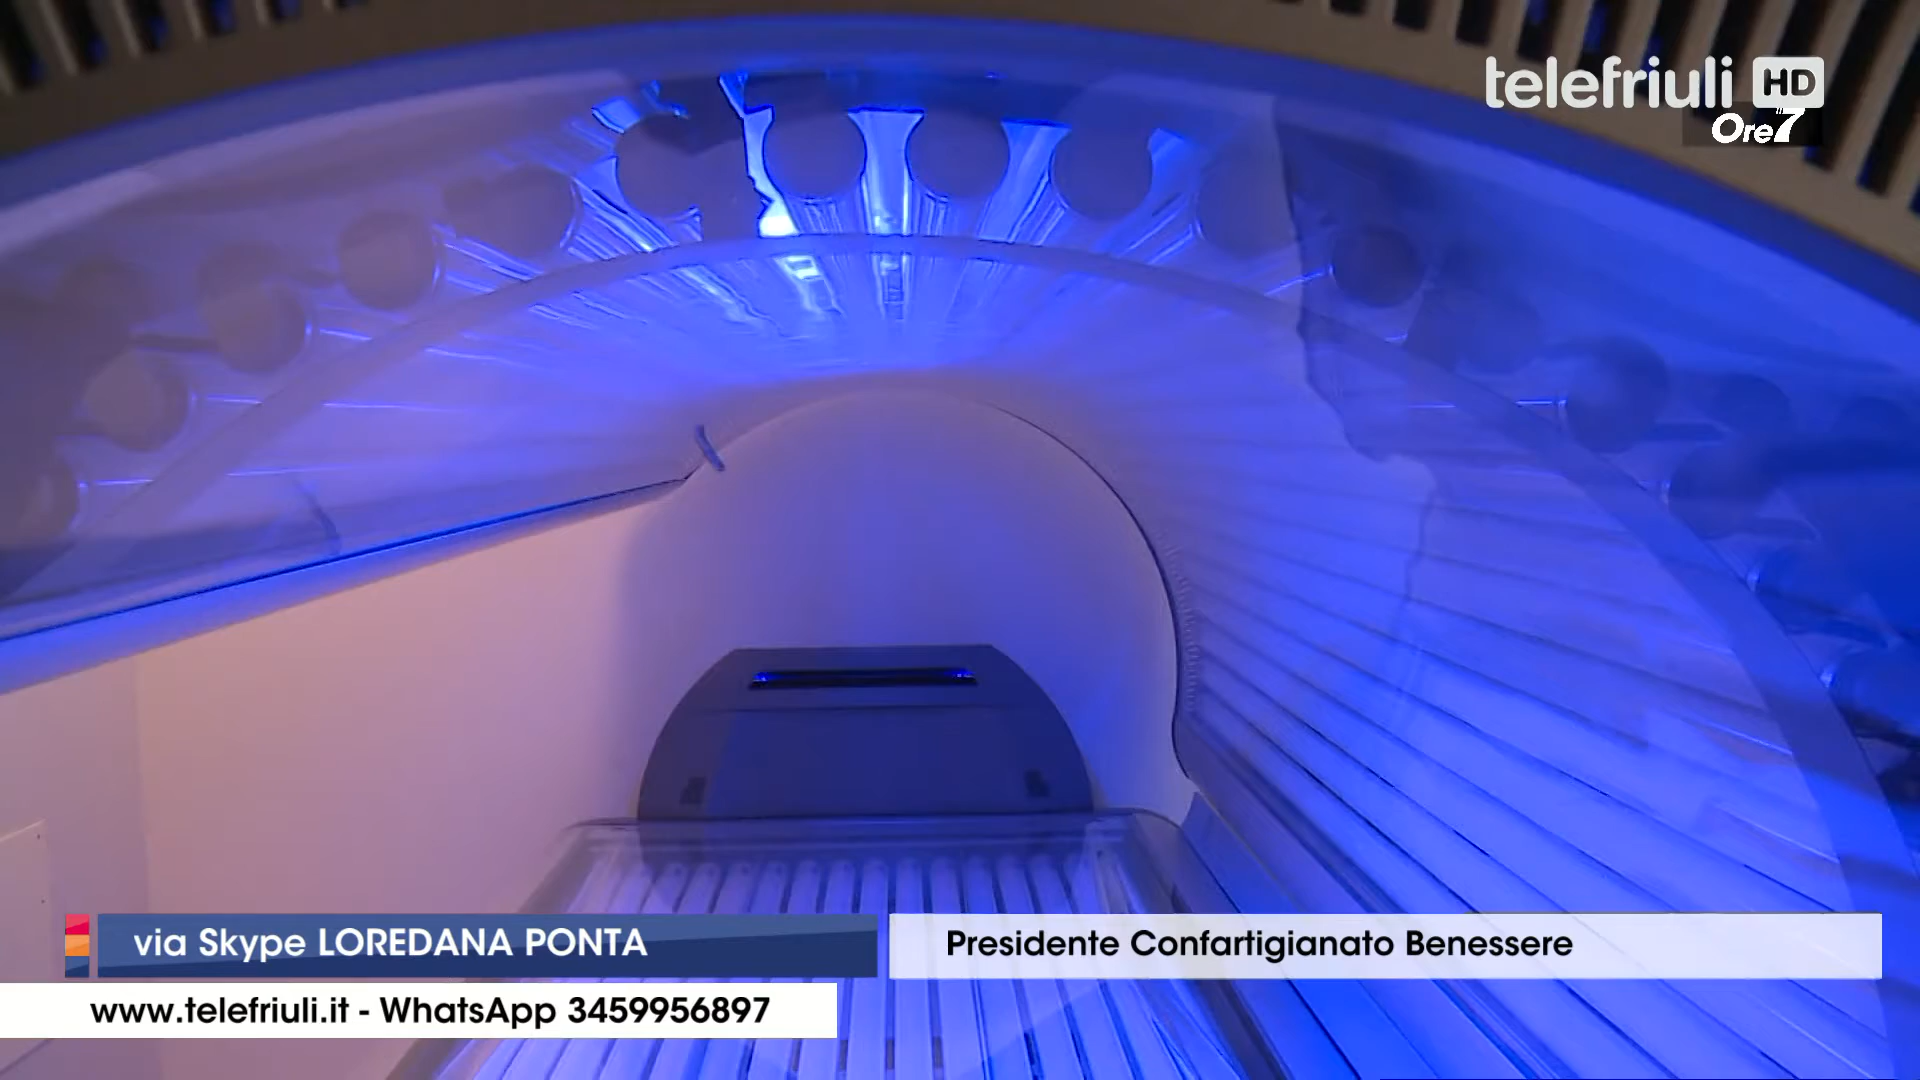 telefriuli HD
Ore7
via Skype LOREDANA PONTA
Presidente Confartigianato Benessere
www.telefriuli.it - WhatsApp 3459956897